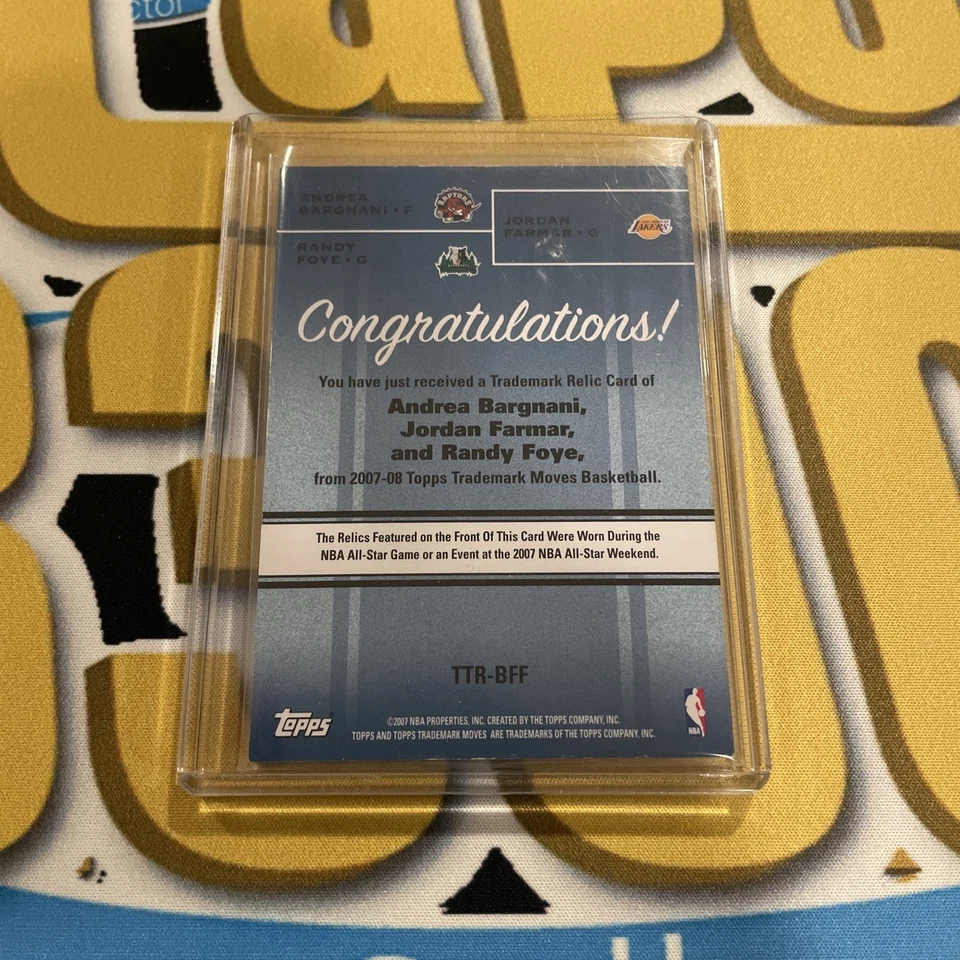 ctor
ANDREA
BARGNANI • F
RAPTORS
JORDAN
FARMAR • G
LAKERS
RANDY
FOYE • G
Congratulations!
You have just received a Trademark Relic Card of
Andrea Bargnani,
Jordan Farmar,
and Randy Foye,
from 2007-08 Topps Trademark Moves Basketball.
The Relics Featured on the Front Of This Card Were Worn During the
NBA All-Star Game or an Event at the 2007 NBA All-Star Weekend.
TTR-BFF
topps
©2007 NBA PROPERTIES, INC. CREATED BY THE TOPPS COMPANY, INC.
TOPPS AND TOPPS TRADEMARK MOVES ARE TRADEMARKS OF THE TOPPS COMPANY, INC.
NBA